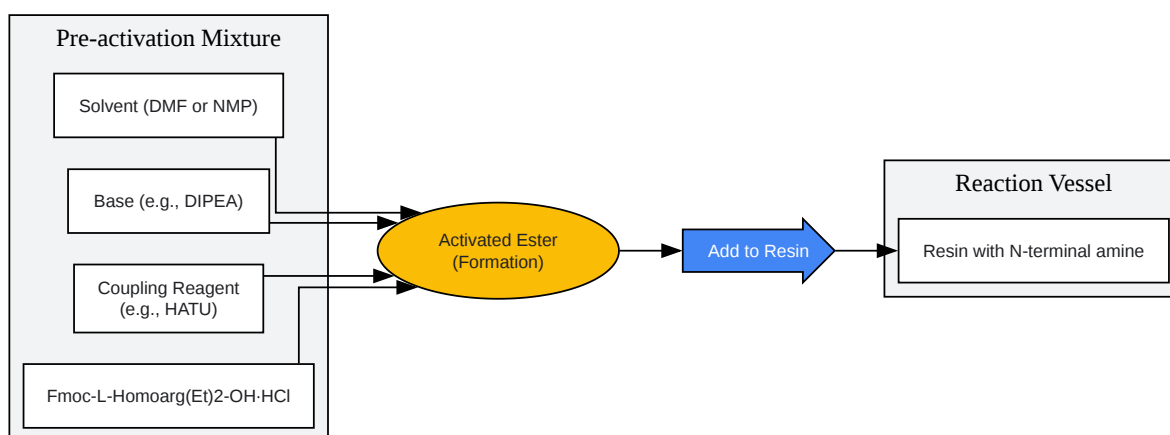 Pre-activation Mixture
Solvent (DMF or NMP)
Base (e.g., DIPEA)
Coupling Reagent
(e.g., HATU)
Fmoc-L-Homoarg(Et)2-OH·HCl
Activated Ester
(Formation)
Add to Resin
Reaction Vessel
Resin with N-terminal amine